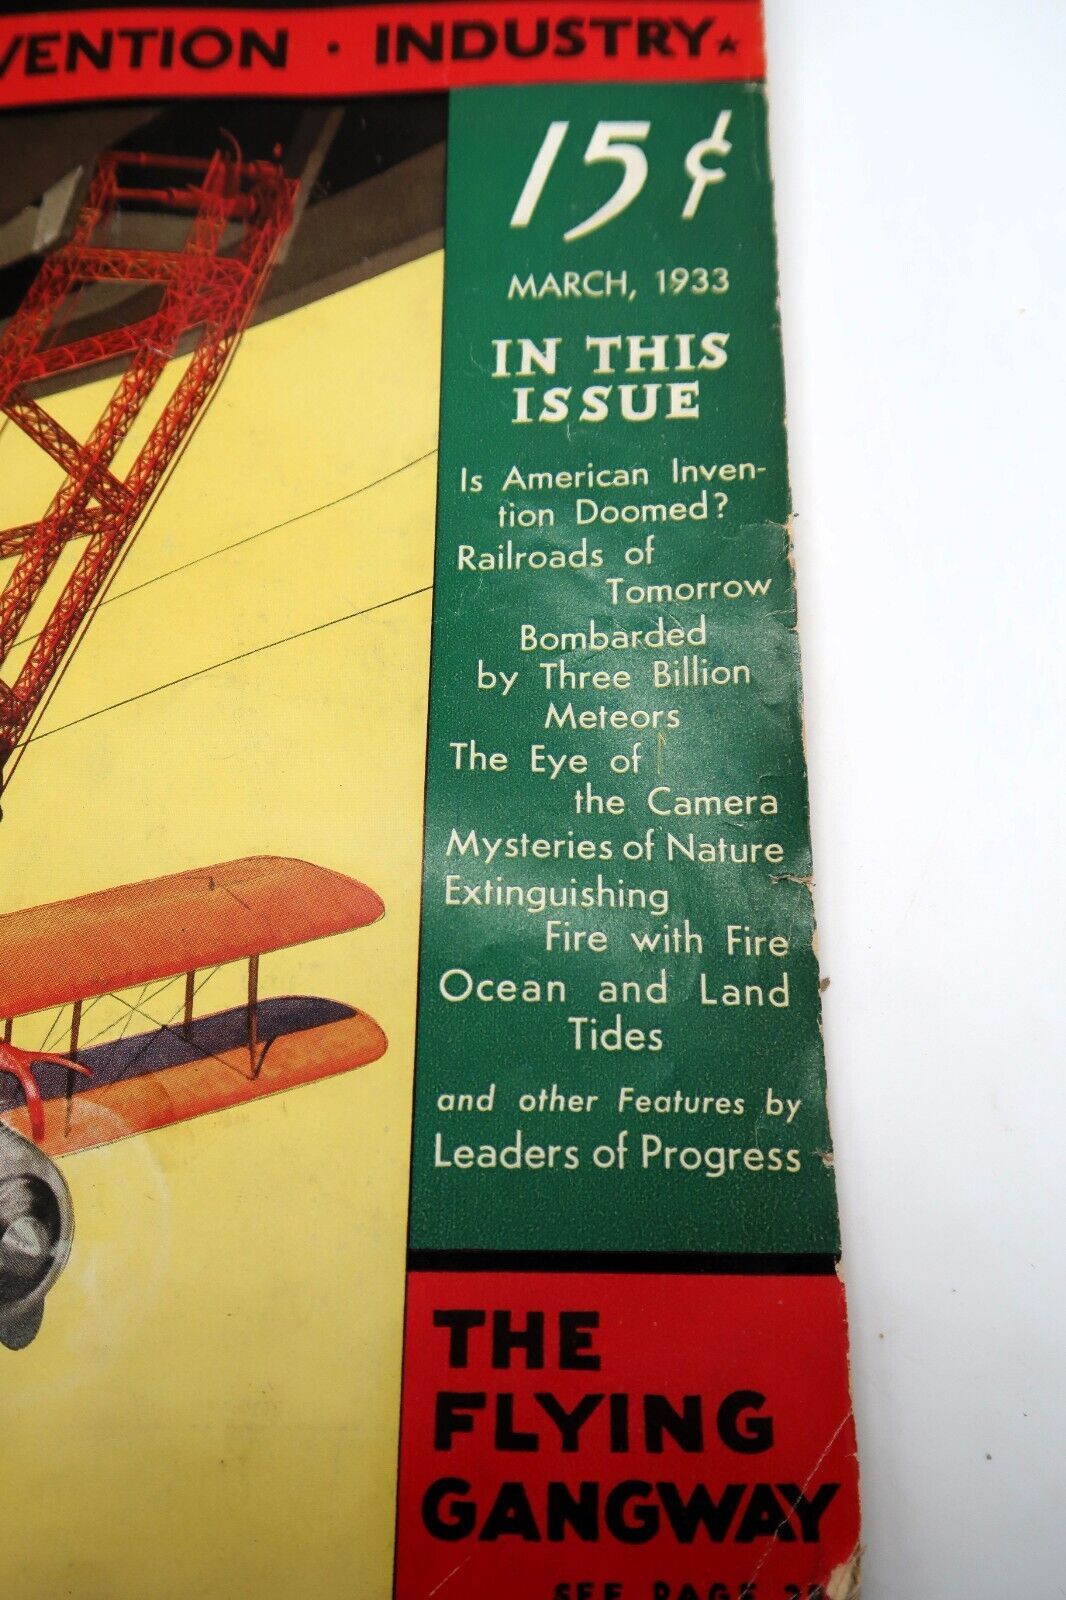 VENTION · INDUSTRY★
15¢
MARCH, 1933
IN THIS
ISSUE
Is American Inven-
tion Doomed?
Railroads of
Tomorrow
Bombarded
by Three Billion
Meteors
The Eye of
the Camera
Mysteries of Nature
Extinguishing
Fire with Fire
Ocean and Land
Tides
and other Features by
Leaders of Progress
THE
FLYING
GANGWAY
SEE PAGE